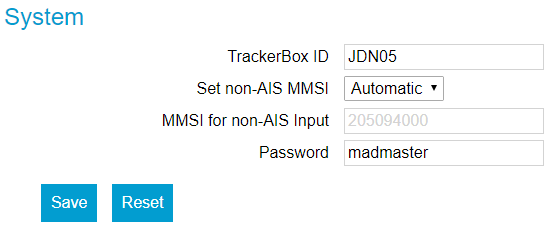 System
TrackerBox ID JDN05
Set non-AIS MMSI Automatic
MMSI for non-AIS Input 205094000
Password madmaster
Save Reset